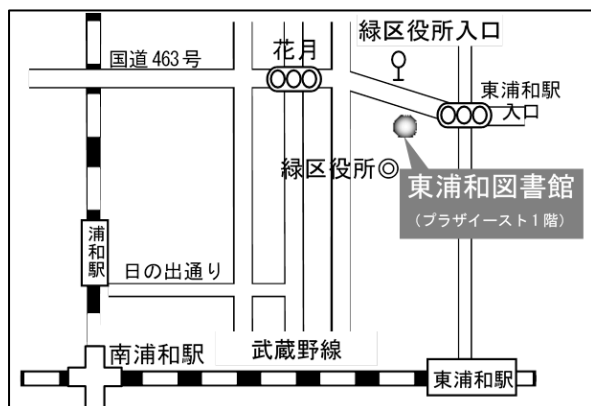 緑区役所入口
花月
国道463号
東浦和駅
入口
緑区役所◎
東浦和図書館
(プラザイースト1階)
浦和駅
日の出通り
南浦和駅
武蔵野線
東浦和駅